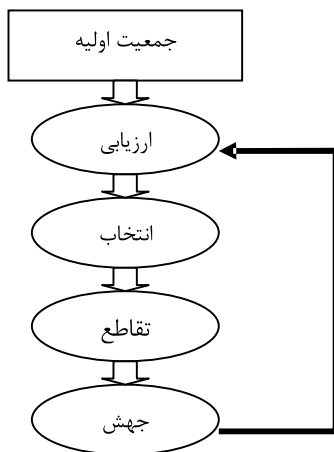 جمعیت اولیه
ارزیابی
انتخاب
تقاطع
جهش